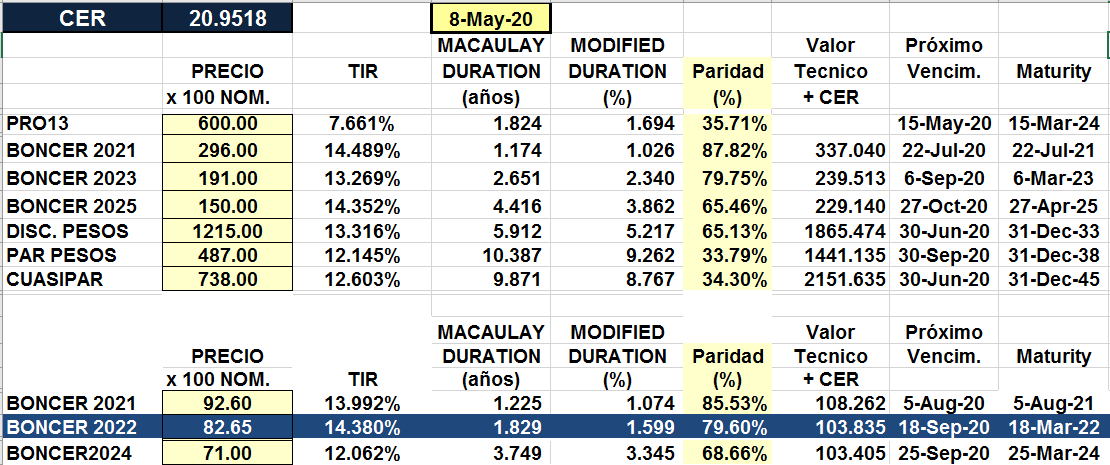 CER 20.9518 8-May-20
MACAULAY MODIFIED Valor Próximo
PRECIO TIR DURATION DURATION Paridad Tecnico Vencim. Maturity
x 100 NOM. (años) (%) (%) + CER
PRO13 600.00 7.661% 1.824 1.694 35.71% 15-May-20 15-Mar-24
BONCER 2021 296.00 14.489% 1.174 1.026 87.82% 337.040 22-Jul-20 22-Jul-21
BONCER 2023 191.00 13.269% 2.651 2.340 79.75% 239.513 6-Sep-20 6-Mar-23
BONCER 2025 150.00 14.352% 4.416 3.862 65.46% 229.140 27-Oct-20 27-Apr-25
DISC. PESOS 1215.00 13.316% 5.912 5.217 65.13% 1865.474 30-Jun-20 31-Dec-33
PAR PESOS 487.00 12.145% 10.387 9.262 33.79% 1441.135 30-Sep-20 31-Dec-38
CUASIPAR 738.00 12.603% 9.871 8.767 34.30% 2151.635 30-Jun-20 31-Dec-45
MACAULAY MODIFIED Valor Próximo
PRECIO DURATION DURATION Paridad Tecnico Vencim. Maturity
x 100 NOM. TIR (años) (%) (%) + CER
BONCER 2021 92.60 13.992% 1.225 1.074 85.53% 108.262 5-Aug-20 5-Aug-21
BONCER 2022 82.65 14.380% 1.829 1.599 79.60% 103.835 18-Sep-20 18-Mar-22
BONCER2024 71.00 12.062% 3.749 3.345 68.66% 103.405 25-Sep-20 25-Mar-24